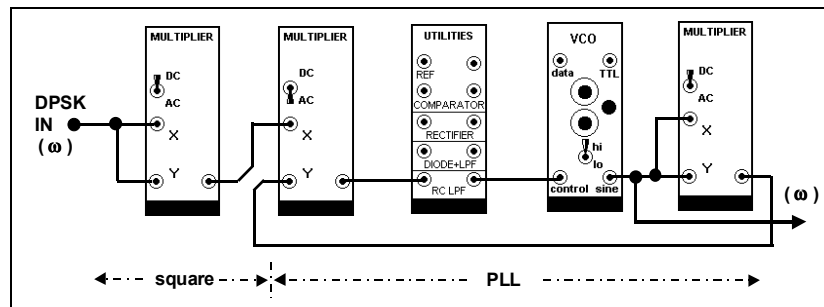 MULTIPLIER
DC
AC
X
Y
DPSK
IN
(ω)
MULTIPLIER
DC
AC
X
Y
UTILITIES
REF
COMPARATOR
RECTIFIER
DIODE+LPF
RC LPF
VCO
data TTL
hi
lo
control sine
MULTIPLIER
DC
AC
X
Y
(ω)
square PLL